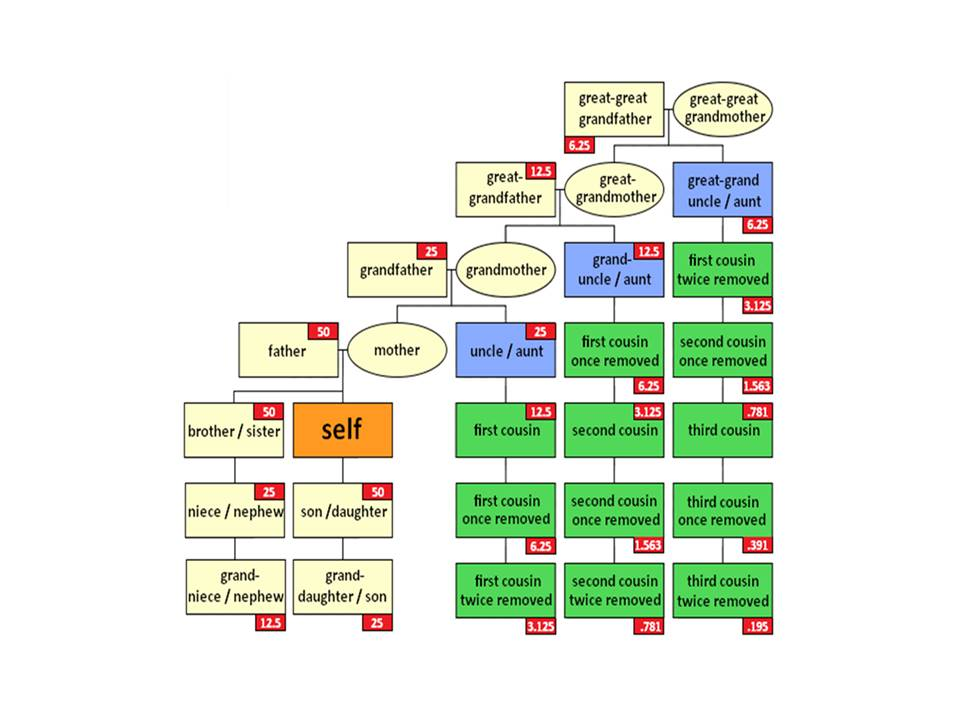 great-great
grandfather
6.25
great-great
grandmother
12.5
great-
grandfather
great-
grandmother
great-grand
uncle / aunt
6.25
25
grandfather
grandmother
12.5
grand-
uncle / aunt
first cousin
twice removed
3.125
50
father
mother
25
uncle / aunt
first cousin
once removed
6.25
second cousin
once removed
1.563
50
brother / sister
self
12.5
first cousin
3.125
second cousin
.781
third cousin
25
niece / nephew
50
son /daughter
first cousin
once removed
6.25
second cousin
once removed
1.563
third cousin
once removed
.391
grand-
niece / nephew
12.5
grand-
daughter / son
25
first cousin
twice removed
3.125
second cousin
twice removed
.781
third cousin
twice removed
.195